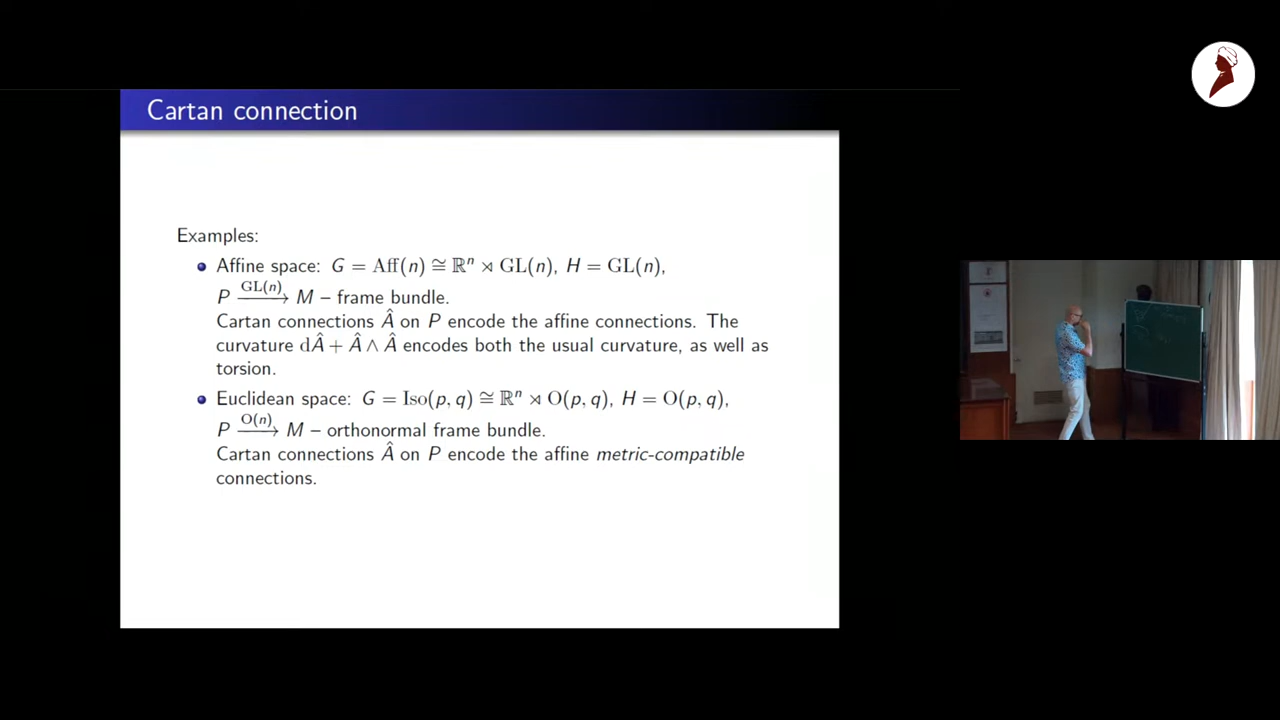 Cartan connection
Examples:
Affine space: G = Aff(n) ≅ ℝⁿ ⋊ GL(n), H = GL(n),
P —GL(n)→ M – frame bundle.
Cartan connections Â on P encode the affine connections. The
curvature dÂ + Â ∧ Â encodes both the usual curvature, as well as
torsion.
Euclidean space: G = Iso(p, q) ≅ ℝⁿ ⋊ O(p, q), H = O(p, q),
P —O(n)→ M – orthonormal frame bundle.
Cartan connections Â on P encode the affine metric-compatible
connections.